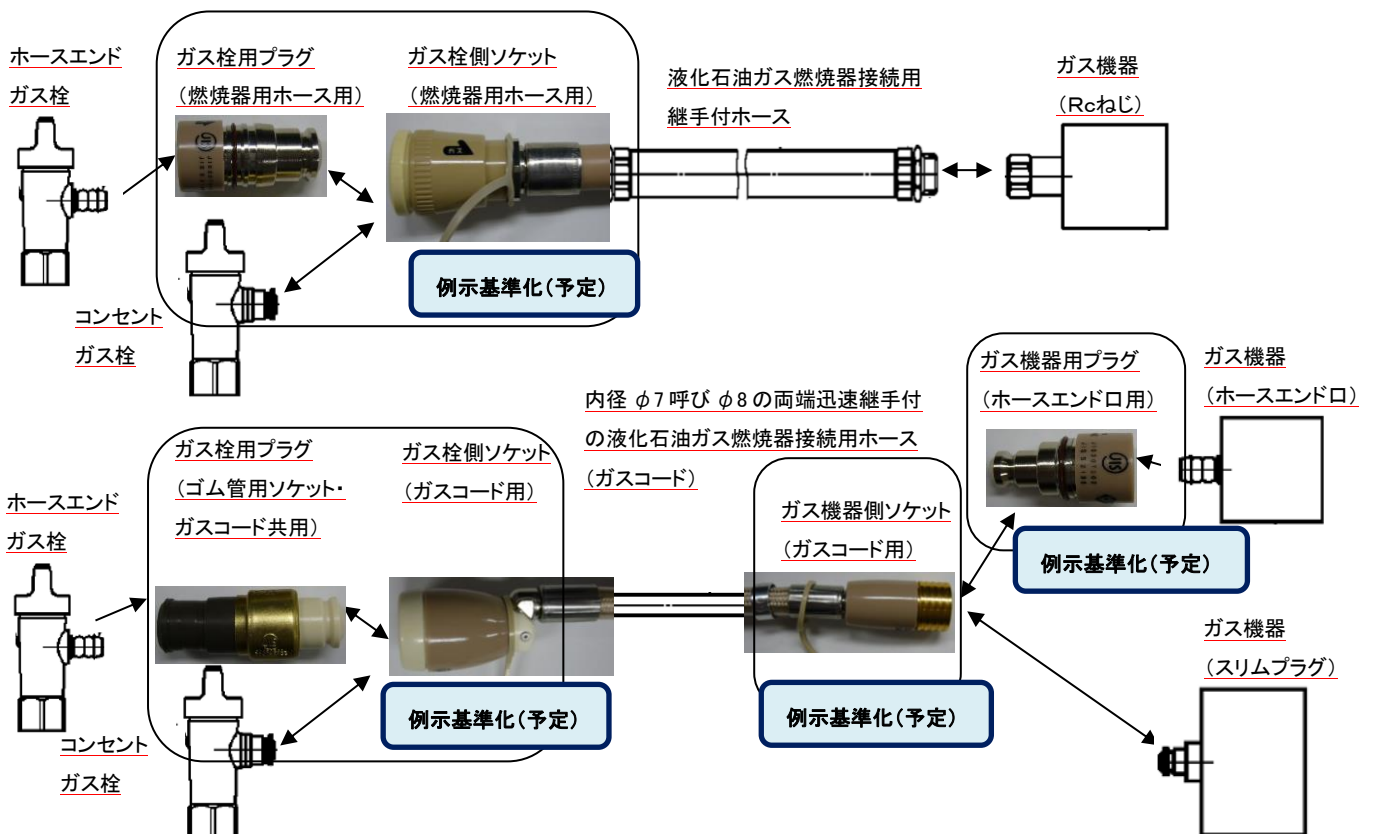 ホースエンド
ガス栓
ガス栓用プラグ
(燃焼器用ホース用)
ガス栓側ソケット
(燃焼器用ホース用)
液化石油ガス燃焼器接続用
継手付ホース
ガス機器
(Rcねじ)
例示基準化(予定)
コンセント
ガス栓
ガス機器用プラグ
(ホースエンド口用)
ガス機器
(ホースエンド口)
内径 φ7 呼び φ8 の両端迅速継手付
の液化石油ガス燃焼器接続用ホース
(ガスコード)
ガス栓用プラグ
(ゴム管用ソケット・
ガスコード共用)
ガス栓側ソケット
(ガスコード用)
ガス機器側ソケット
(ガスコード用)
例示基準化(予定)
ホースエンド
ガス栓
ガス機器
(スリムプラグ)
例示基準化(予定)
例示基準化(予定)
コンセント
ガス栓